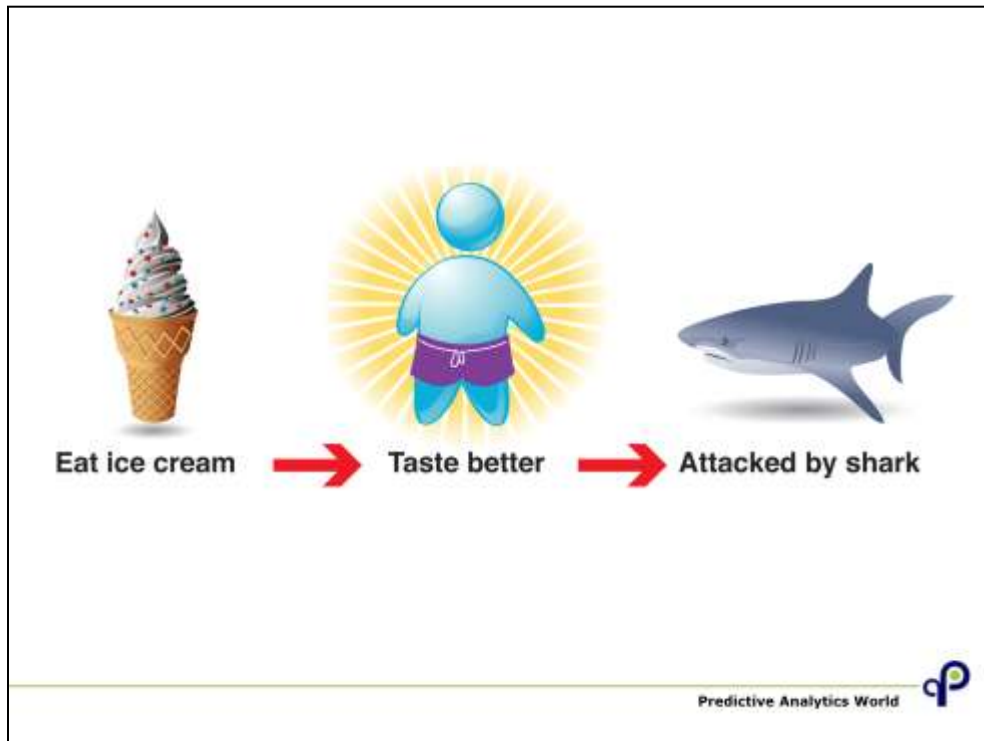 Eat ice cream
Taste better
Attacked by shark
Predictive Analytics World